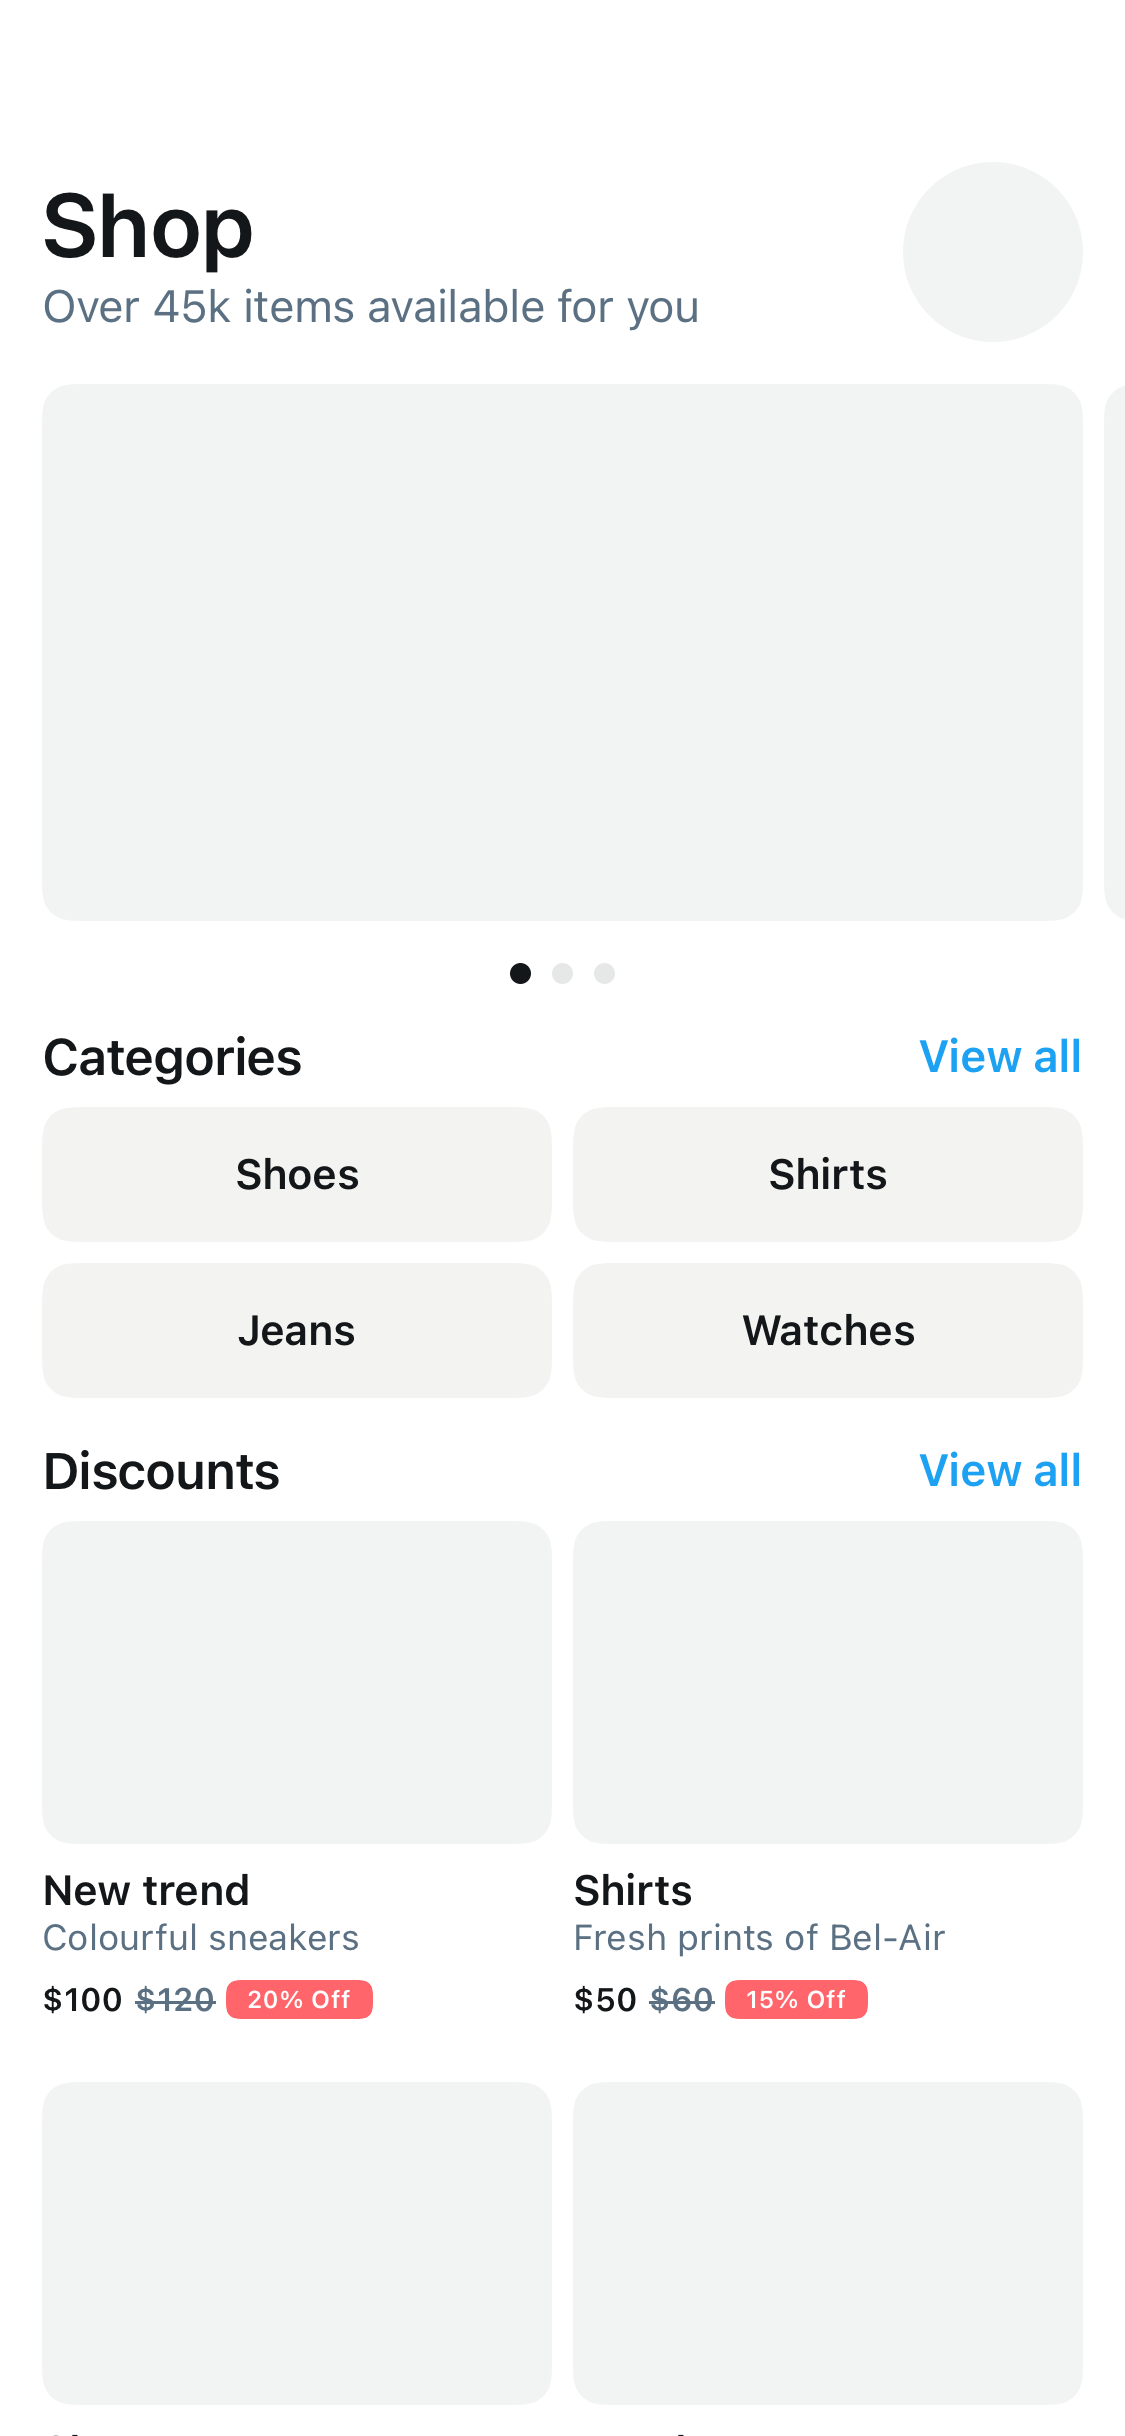 Shop
Over 45k items available for you
Categories
View all
Shoes
Shirts
Jeans
Watches
Discounts
View all
New trend
Shirts
Colourful sneakers
Fresh prints of Bel-Air
$100 $120 20% Off
$50 $60 15% Off